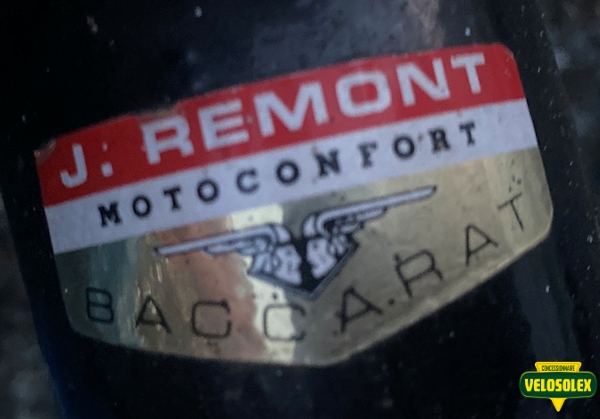 J. REMONT
MOTOCONFORT
BACCARAT
CONCESSIONNAIRE
VELOSOLEX